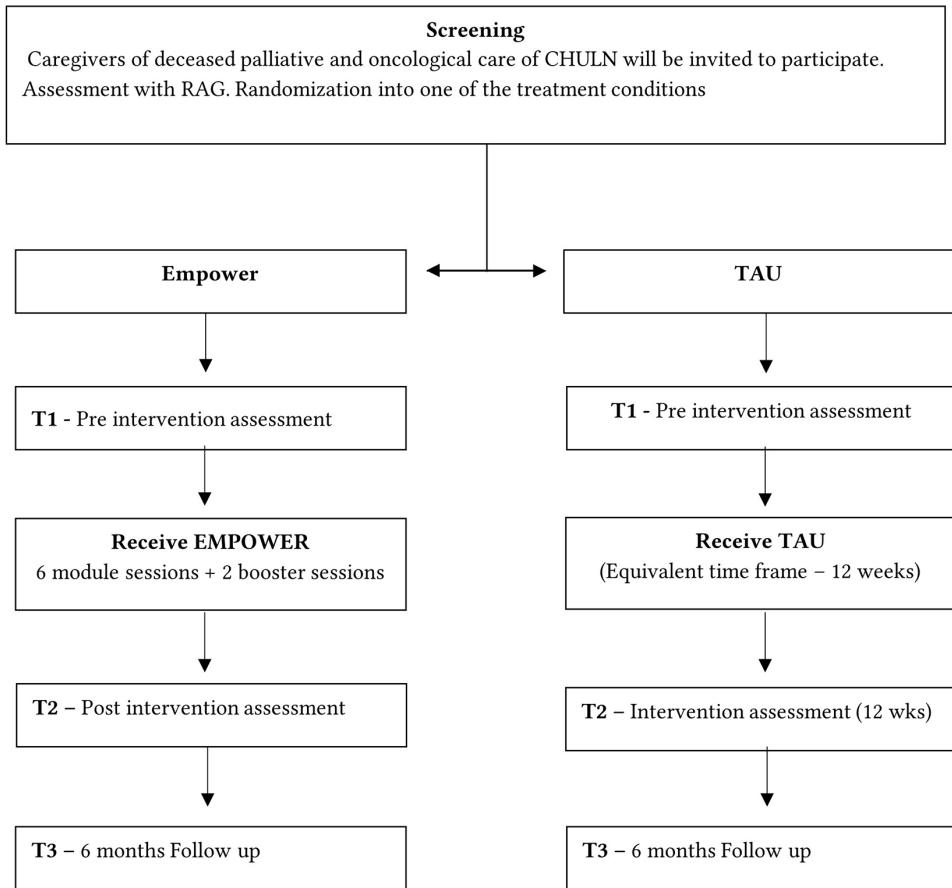 Screening
Caregivers of deceased palliative and oncological care of CHULN will be invited to participate.
Assessment with RAG. Randomization into one of the treatment conditions
Empower
TAU
T1 - Pre intervention assessment
T1 - Pre intervention assessment
Receive EMPOWER
6 module sessions + 2 booster sessions
Receive TAU
(Equivalent time frame – 12 weeks)
T2 – Post intervention assessment
T2 – Intervention assessment (12 wks)
T3 – 6 months Follow up
T3 – 6 months Follow up